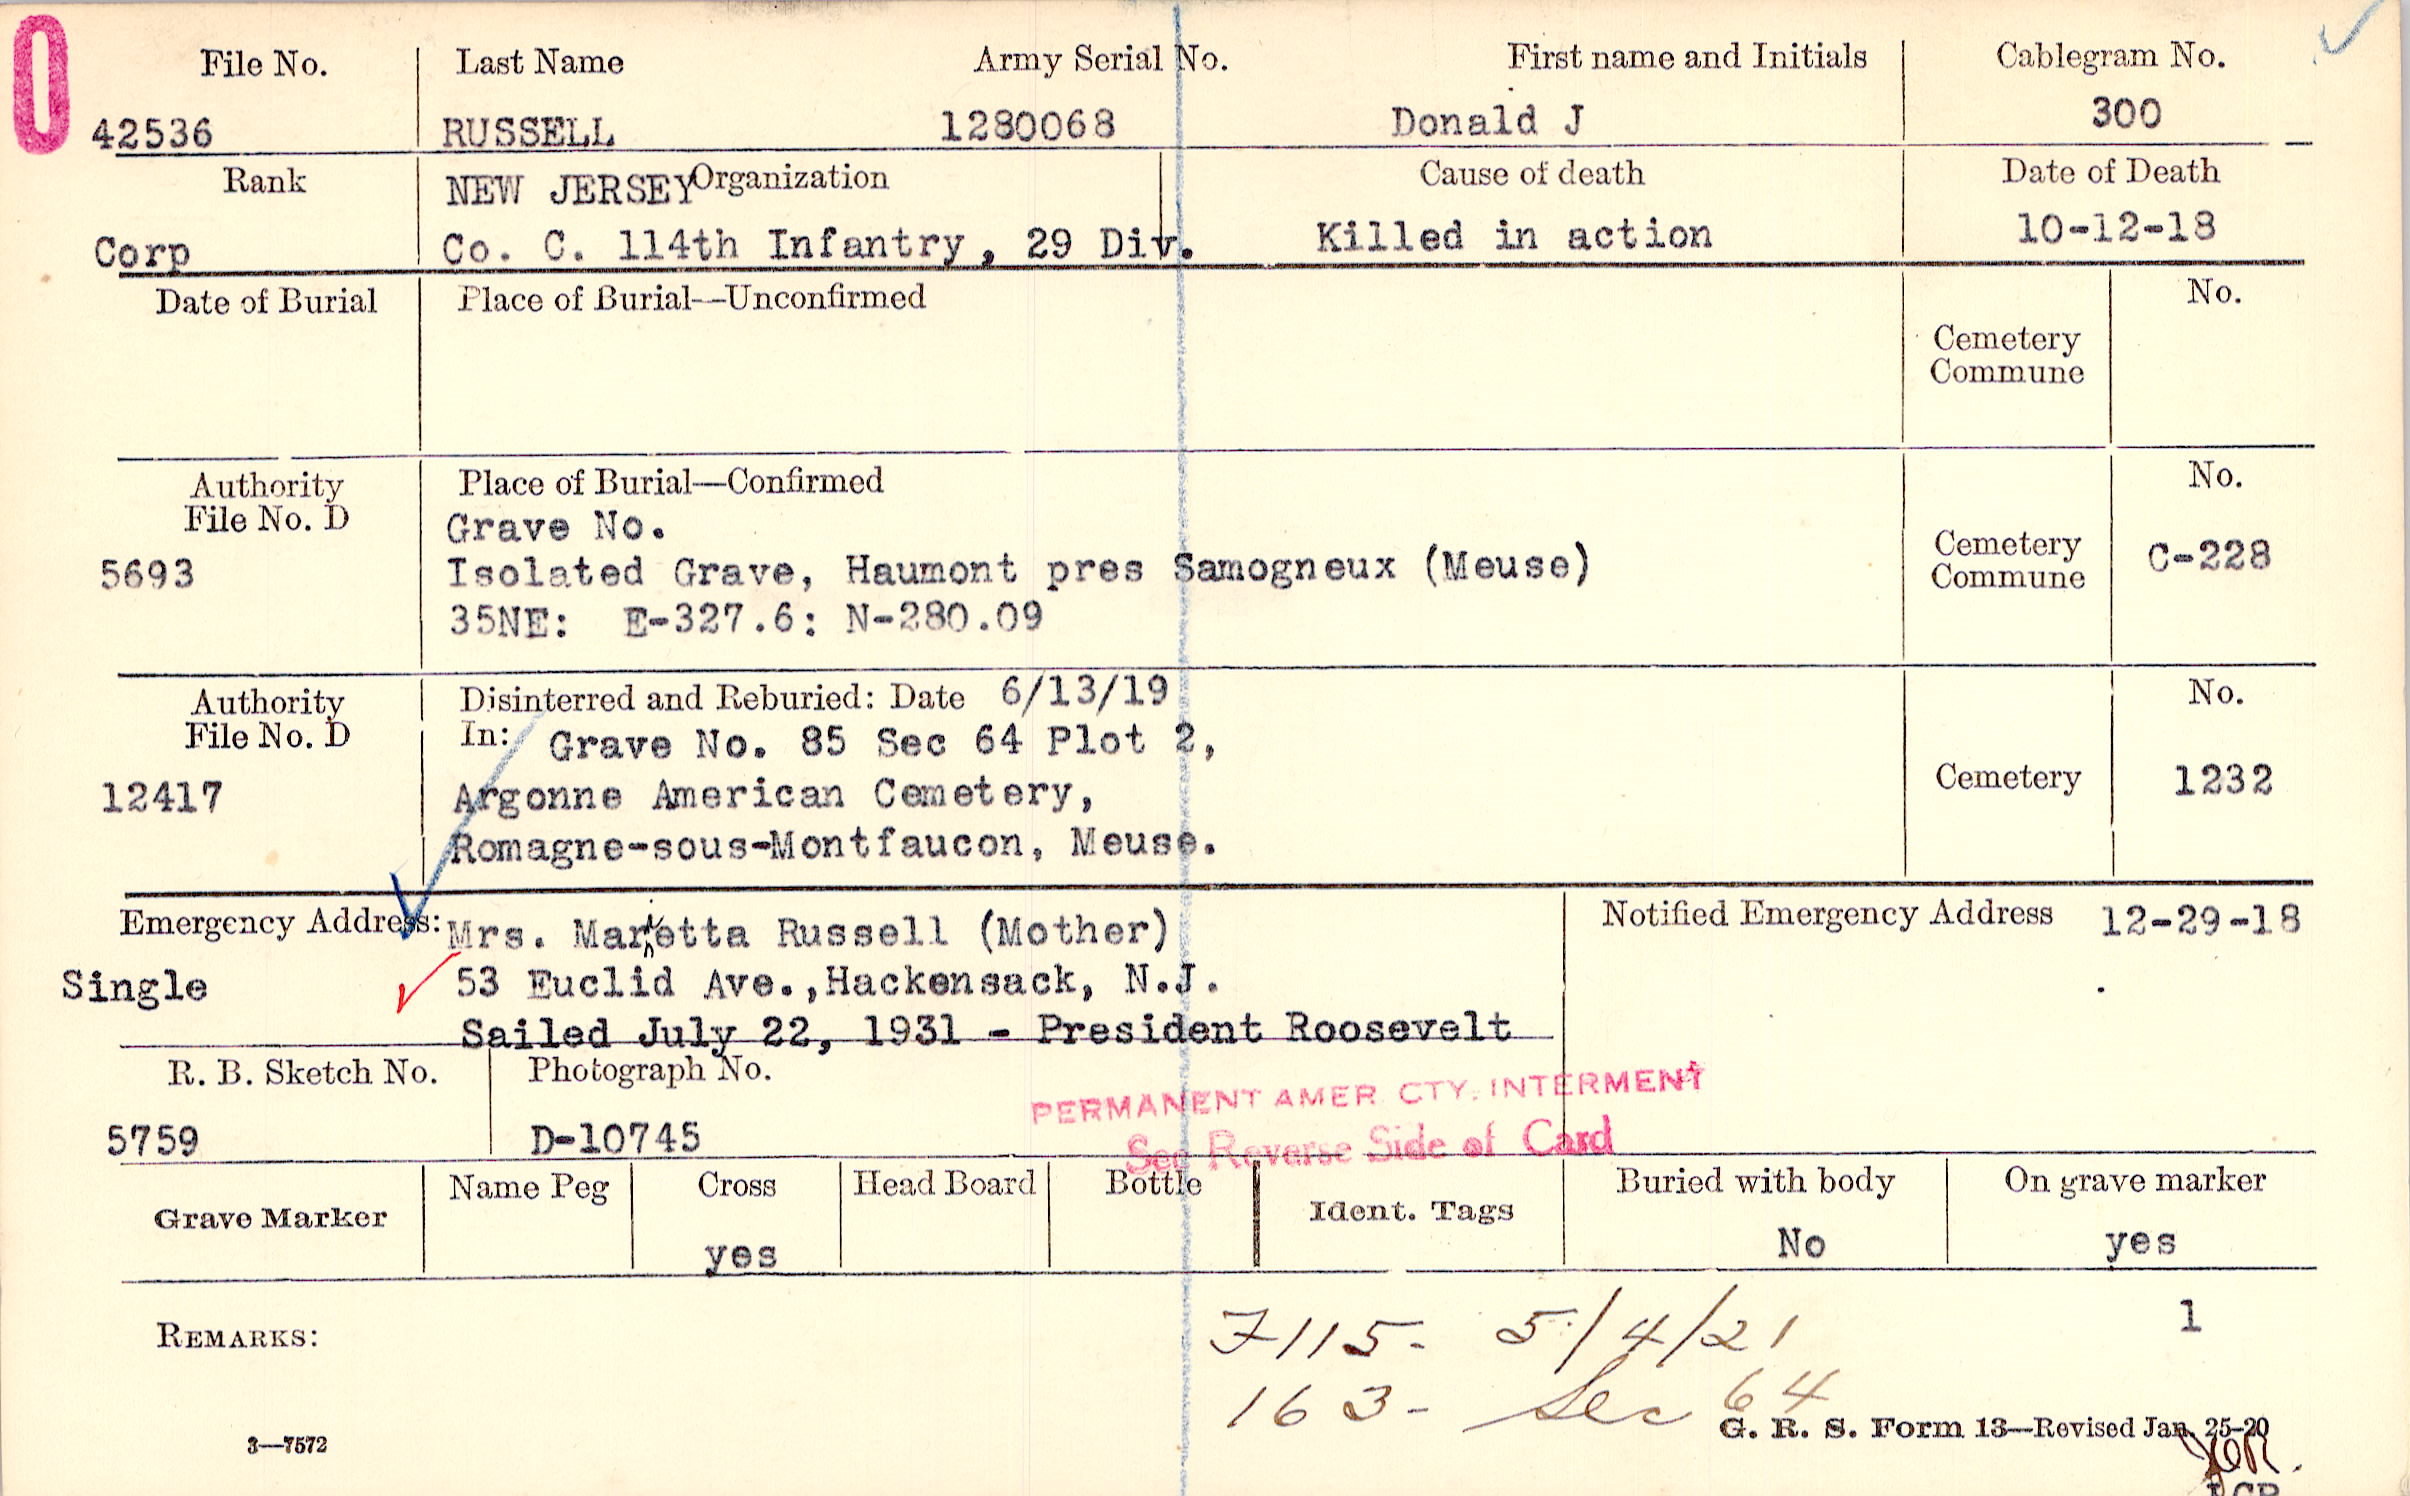 0
File No. Last Name Army Serial No. First name and Initials Cablegram No.
42536 RUSSELL 1280068 Donald J 300
Rank NEW JERSEY Organization Cause of death Date of Death
Corp Co. C. 114th Infantry, 29 Div. Killed in action 10-12-18
Date of Burial Place of Burial—Unconfirmed No.
Cemetery
Commune
Authority Place of Burial—Confirmed No.
File No. D Grave No.
5693 Isolated Grave, Haumont pres Samogneux (Meuse) Cemetery C-228
Commune
35NE: E-327.6: N-280.09
Authority Disinterred and Reburied: Date 6/13/19 No.
File No. D In: Grave No. 85 Sec 64 Plot 2,
12417 Argonne American Cemetery, Cemetery 1232
Romagne-sous-Montfaucon, Meuse.
Emergency Address: Mrs. Marietta Russell (Mother) Notified Emergency Address 12-29-18
Single 53 Euclid Ave., Hackensack, N.J.
Sailed July 22, 1931 - President Roosevelt
R. B. Sketch No. Photograph No.
PERMANENT AMER. CTY. INTERMENT
5759 D-10745 See Reverse Side of Card
Grave Marker Name Peg Cross Head Board Bottle Ident. Tags Buried with body On grave marker
yes No yes
REMARKS: 7115- 5/4/21 1
163- Sec 64
3—7572 G. R. S. Form 13—Revised Jan. 25-20